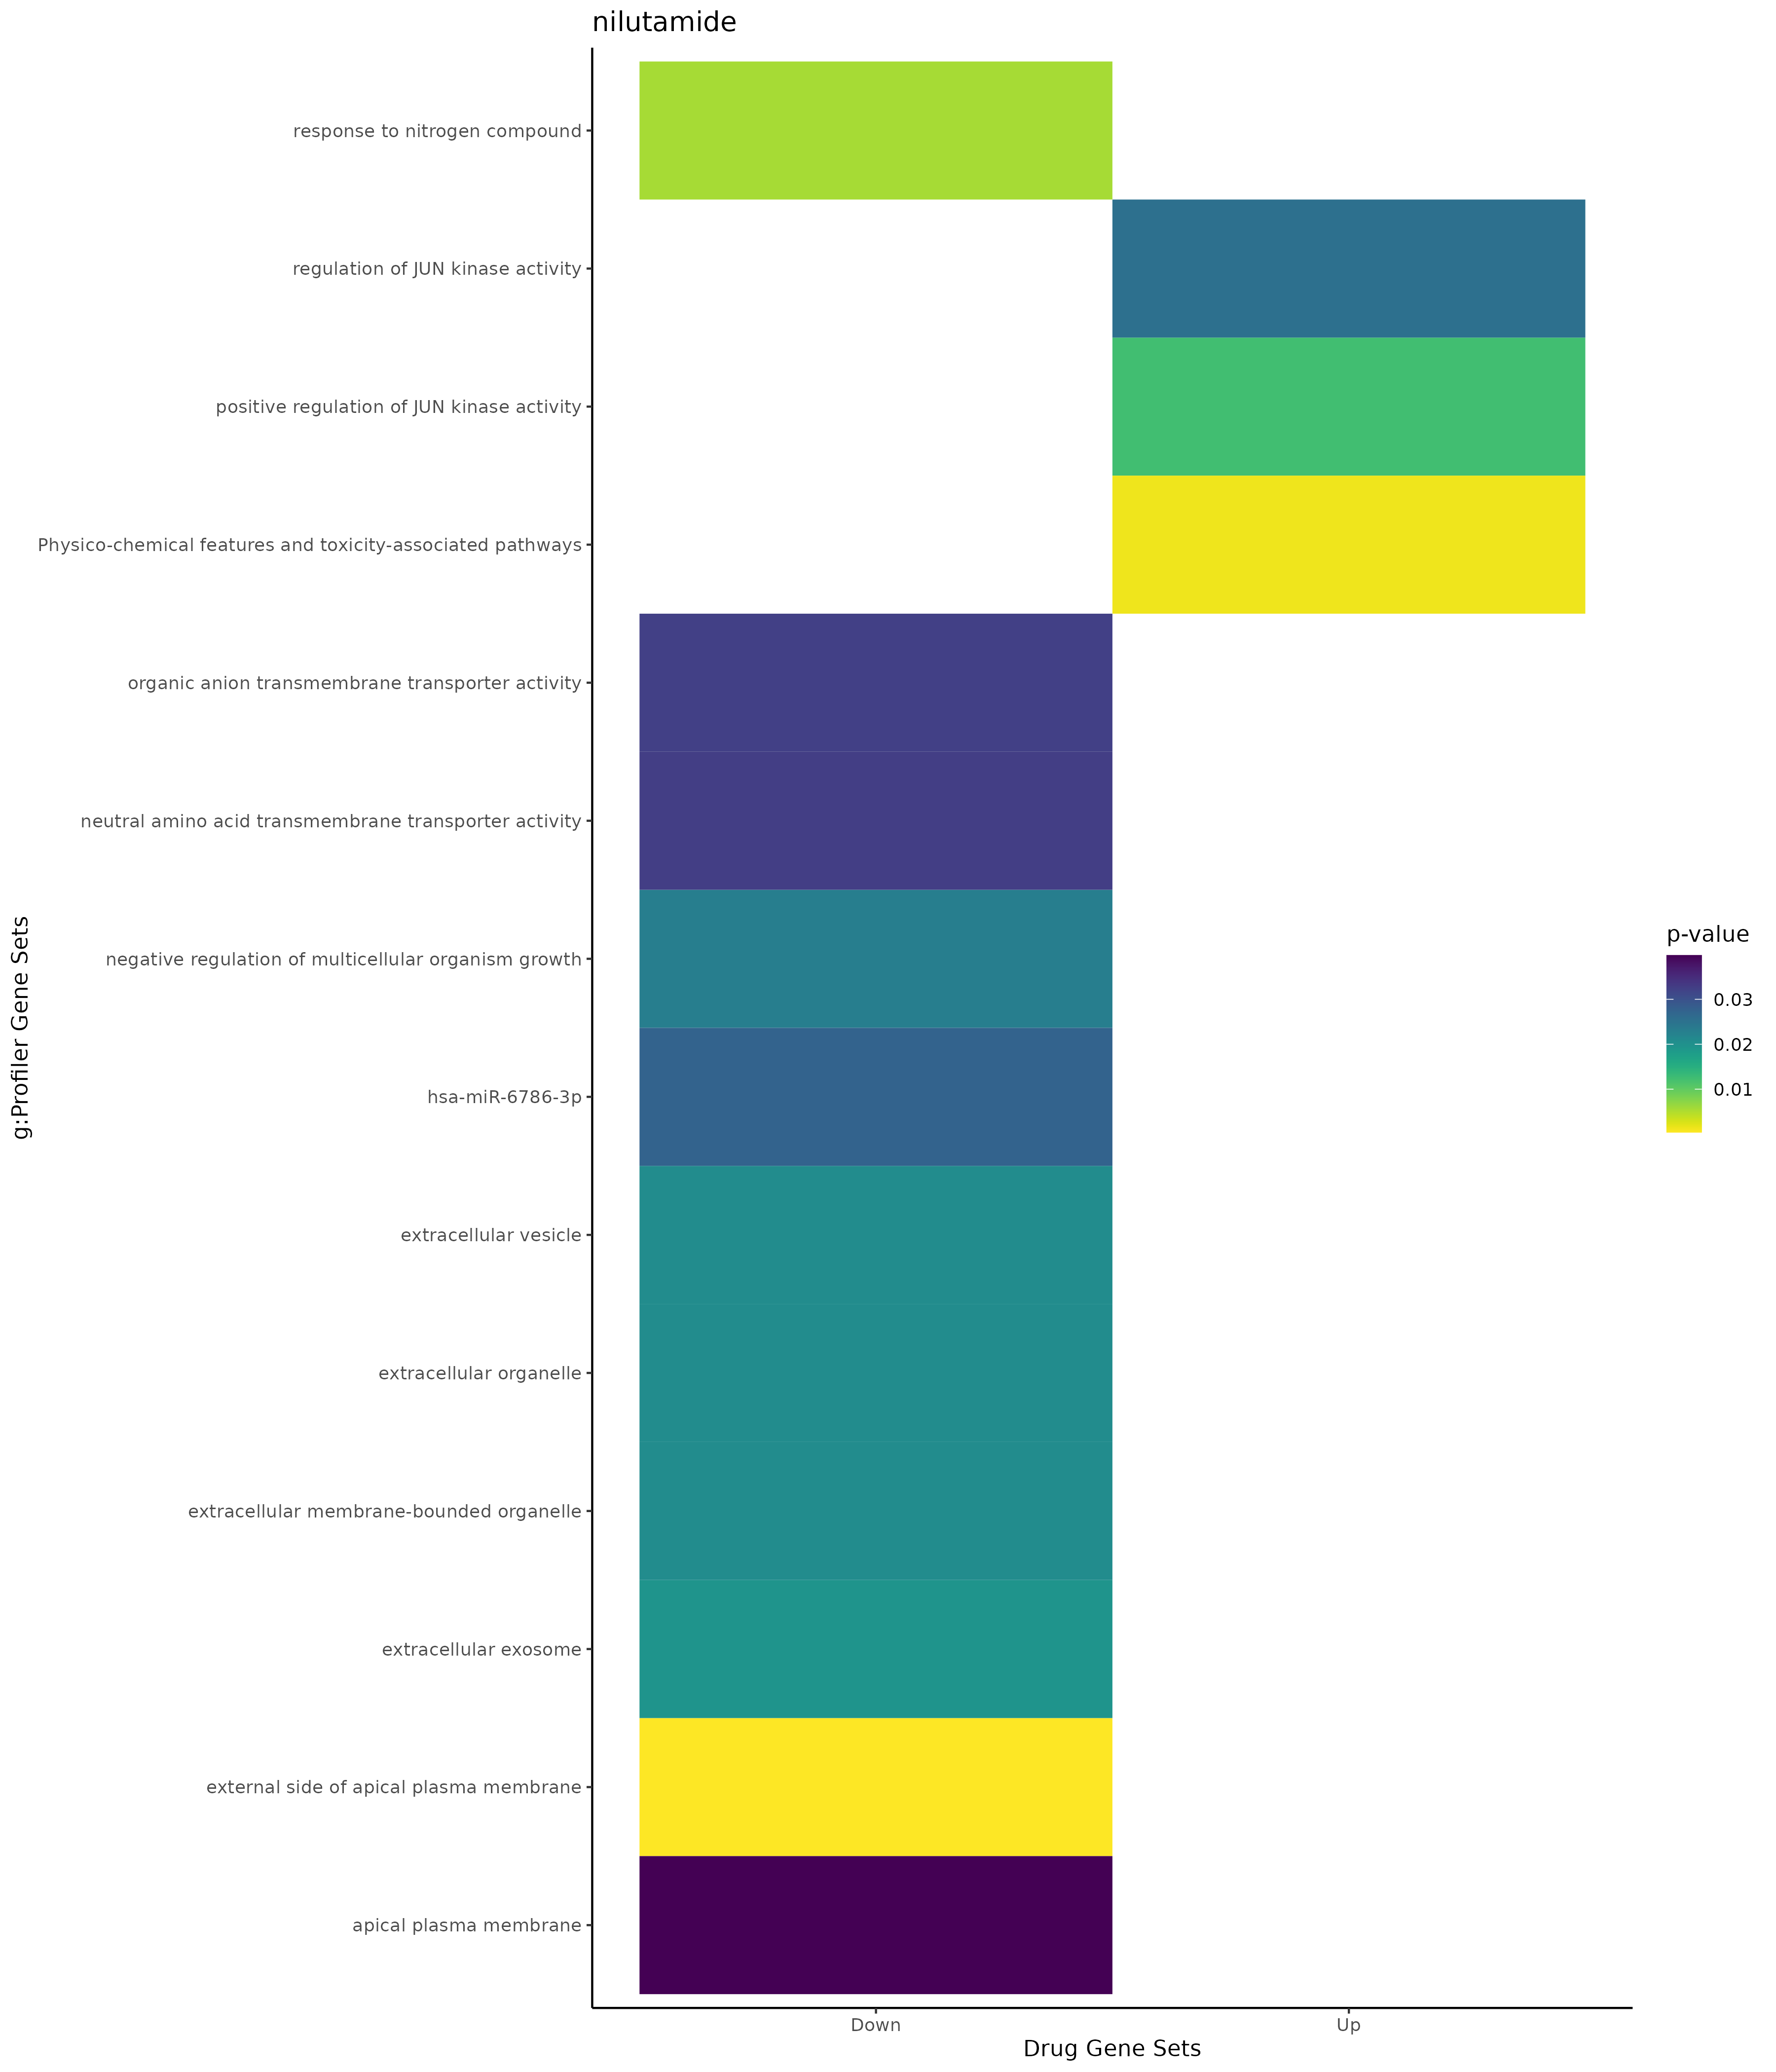 nilutamide
response to nitrogen compound
regulation of JUN kinase activity
positive regulation of JUN kinase activity
Physico-chemical features and toxicity-associated pathways
organic anion transmembrane transporter activity
neutral amino acid transmembrane transporter activity
negative regulation of multicellular organism growth
hsa-miR-6786-3p
extracellular vesicle
extracellular organelle
extracellular membrane-bounded organelle
extracellular exosome
external side of apical plasma membrane
apical plasma membrane
g:Profiler Gene Sets
Down
Up
Drug Gene Sets
p-value
0.03
0.02
0.01